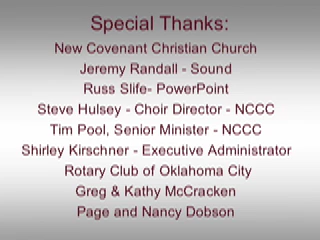 Special Thanks:
New Covenant Christian Church
Jeremy Randall - Sound
Russ Slife- PowerPoint
Steve Hulsey - Choir Director - NCCC
Tim Pool, Senior Minister - NCCC
Shirley Kirschner - Executive Administrator
Rotary Club of Oklahoma City
Greg & Kathy McCracken
Page and Nancy Dobson